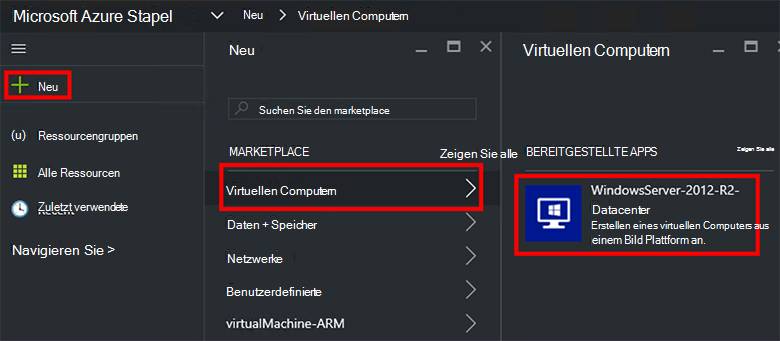 Microsoft Azure Stapel
Neu
Virtuellen Computern
Neu
Ressourcengruppen
Alle Ressourcen
Zuletzt verwendete
Navigieren Sie >
Neu
Suchen Sie den marketplace
MARKETPLACE
Zeigen Sie alle
Virtuellen Computern
Daten + Speicher
Netzwerke
Benutzerdefinierte
virtualMachine-ARM
Virtuellen Computern
BEREITGESTELLTE APPS
Zeigen Sie alle
WindowsServer-2012-R2-
Datacenter
Erstellen eines virtuellen Computers aus
einem Bild Plattform an.